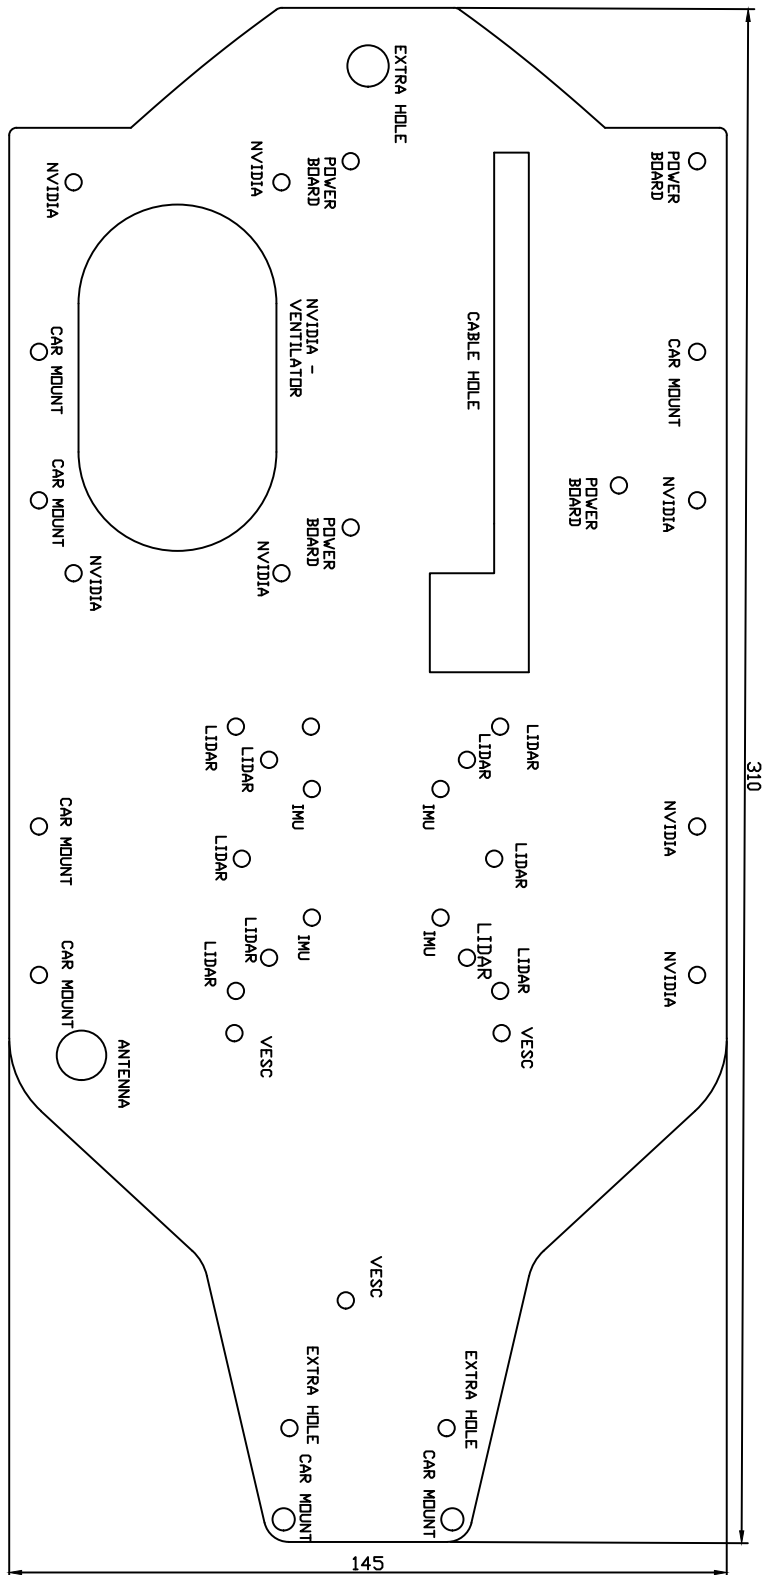 EXTRA HOLE
NVIDIA
NVIDIA
POWER
BOARD
POWER
BOARD
NVIDIA -
VENTILATOR
CABLE HOLE
CAR MOUNT
CAR MOUNT
CAR MOUNT
POWER
BOARD
NVIDIA
POWER
BOARD
NVIDIA
NVIDIA
310
LIDAR
LIDAR
LIDAR
LIDAR
IMU
IMU
CAR MOUNT
NVIDIA
LIDAR
LIDAR
LIDAR
IMU
IMU
LIDAR
CAR MOUNT
LIDAR
LIDAR
NVIDIA
VESC
VESC
ANTENNA
VESC
EXTRA HOLE
EXTRA HOLE
CAR MOUNT
CAR MOUNT
145